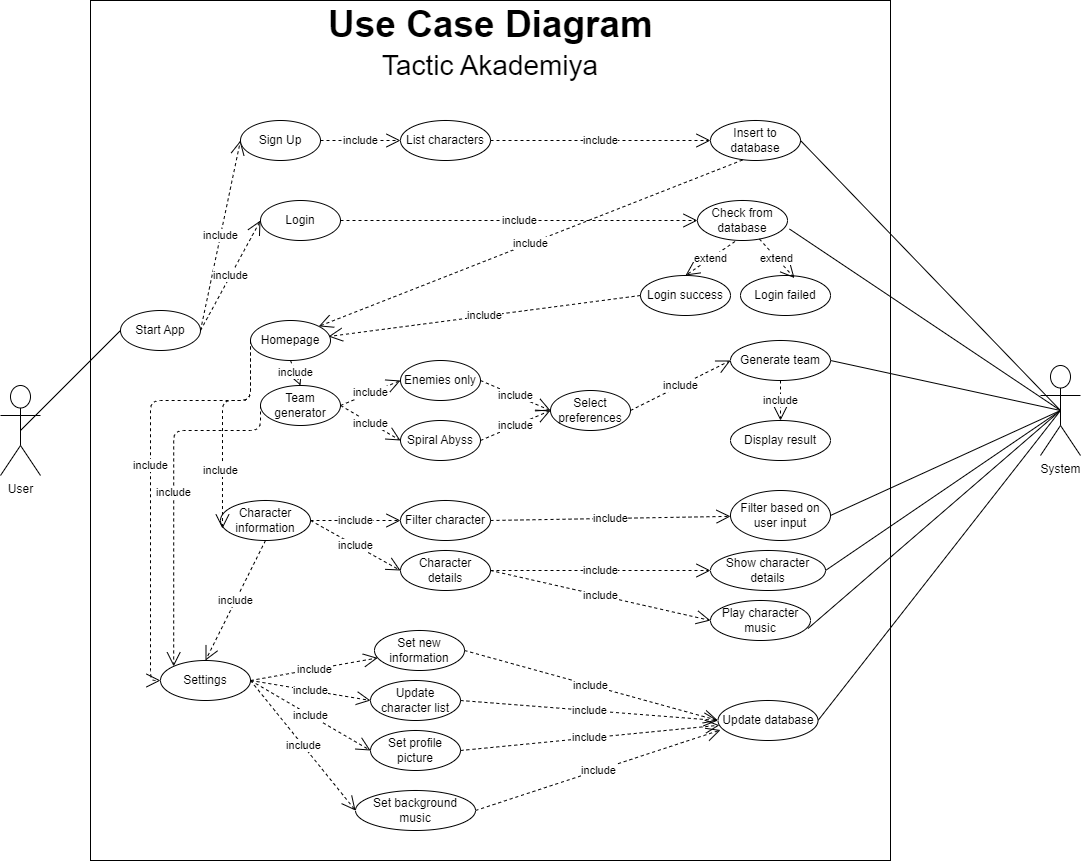 Use Case Diagram
Tactic Akademiya
Sign Up
include
List characters
include
Insert to
database
Login
include
Check from
database
include
include
include
extend
extend
Login success
Login failed
include
Start App
Homepage
include
Team
generator
include
include
Enemies only
Spiral Abyss
include
include
Select
preferences
include
Generate team
include
Display result
User
System
include
include
include
Character
information
include
Filter character
include
Filter based on
user input
include
Character
details
include
Show character
details
include
Play character
music
include
Settings
include
Set new
information
include
include
Update
character list
include
Update database
include
Set profile
picture
include
include
Set background
music
include